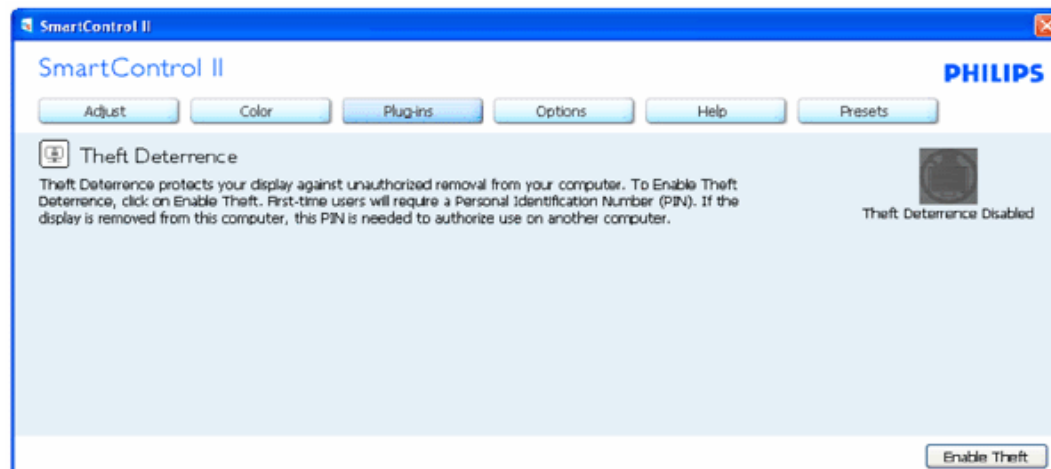 SmartControl II
SmartControl II
PHILIPS
Adjust
Color
Plug-ins
Options
Help
Presets
Theft Deterrence
Theft Deterrence protects your display against unauthorized removal from your computer. To Enable Theft
Deterrence, click on Enable Theft. First-time users will require a Personal Identification Number (PIN). If the
display is removed from this computer, this PIN is needed to authorize use on another computer.
Theft Deterrence Disabled
Enable Theft